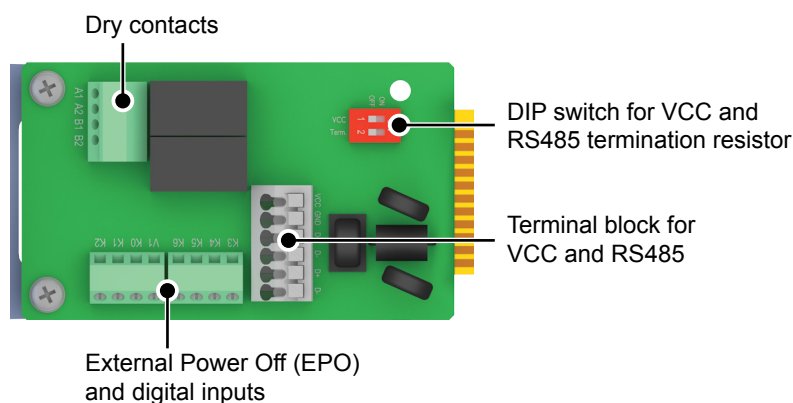 Dry contacts
A1 A2 B1 B2
OFF ON
VCC 1
Term. 2
DIP switch for VCC and
RS485 termination resistor
VCC GND
D-
D+
D-
Terminal block for
VCC and RS485
K2 K1 K0 V1 K6 K5 K4 K3
External Power Off (EPO)
and digital inputs